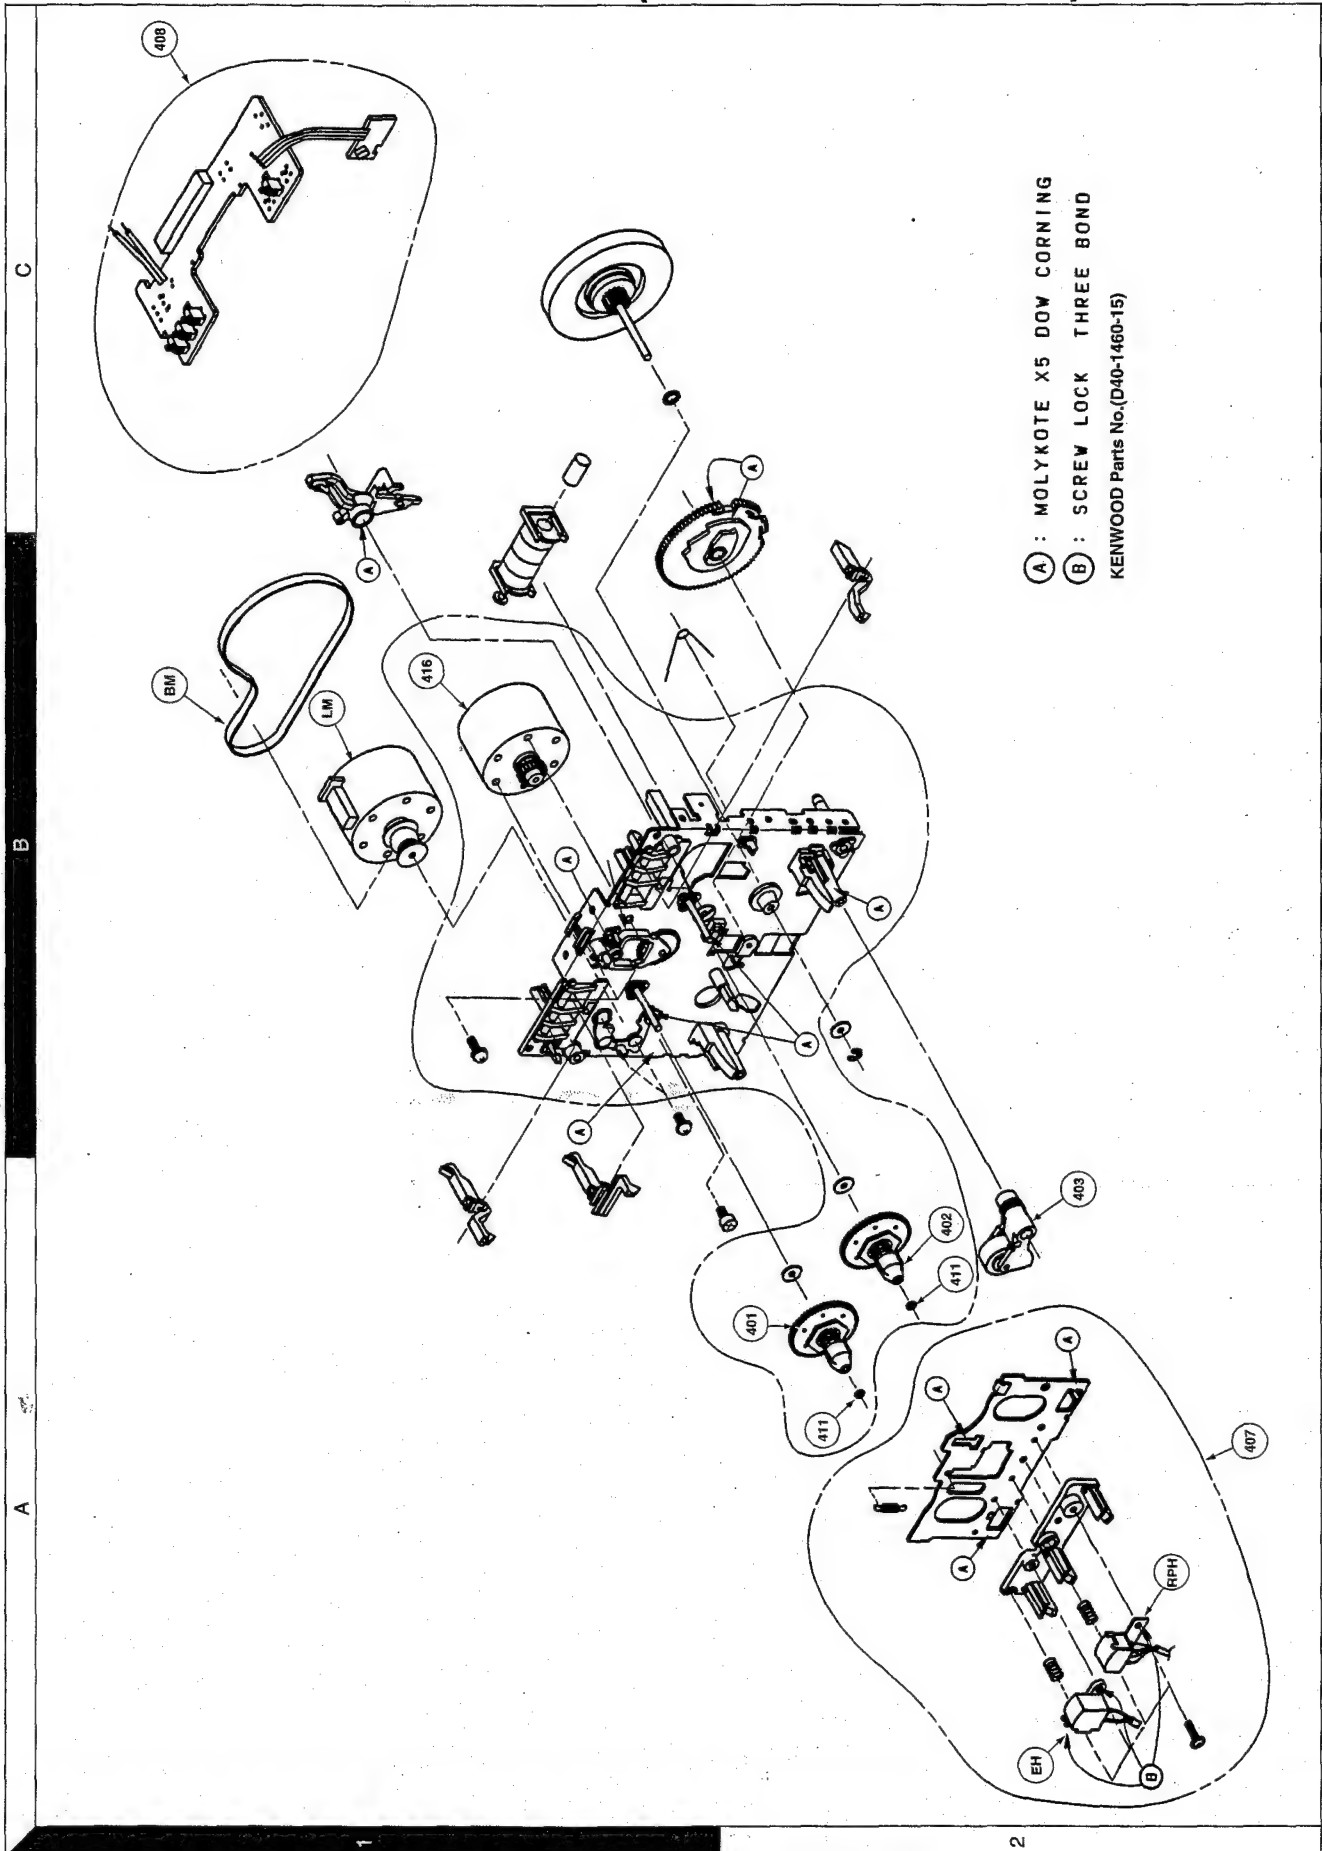 A
B
C
1
2
408
BM
LM
416
A
A
A
A
A
A
401
402
403
411
411
A
A
A
407
RPH
EH
B
A : MOLYKOTE X5 DOW CORNING
B : SCREW LOCK THREE BOND
KENWOOD Parts No.(D40-1460-15)